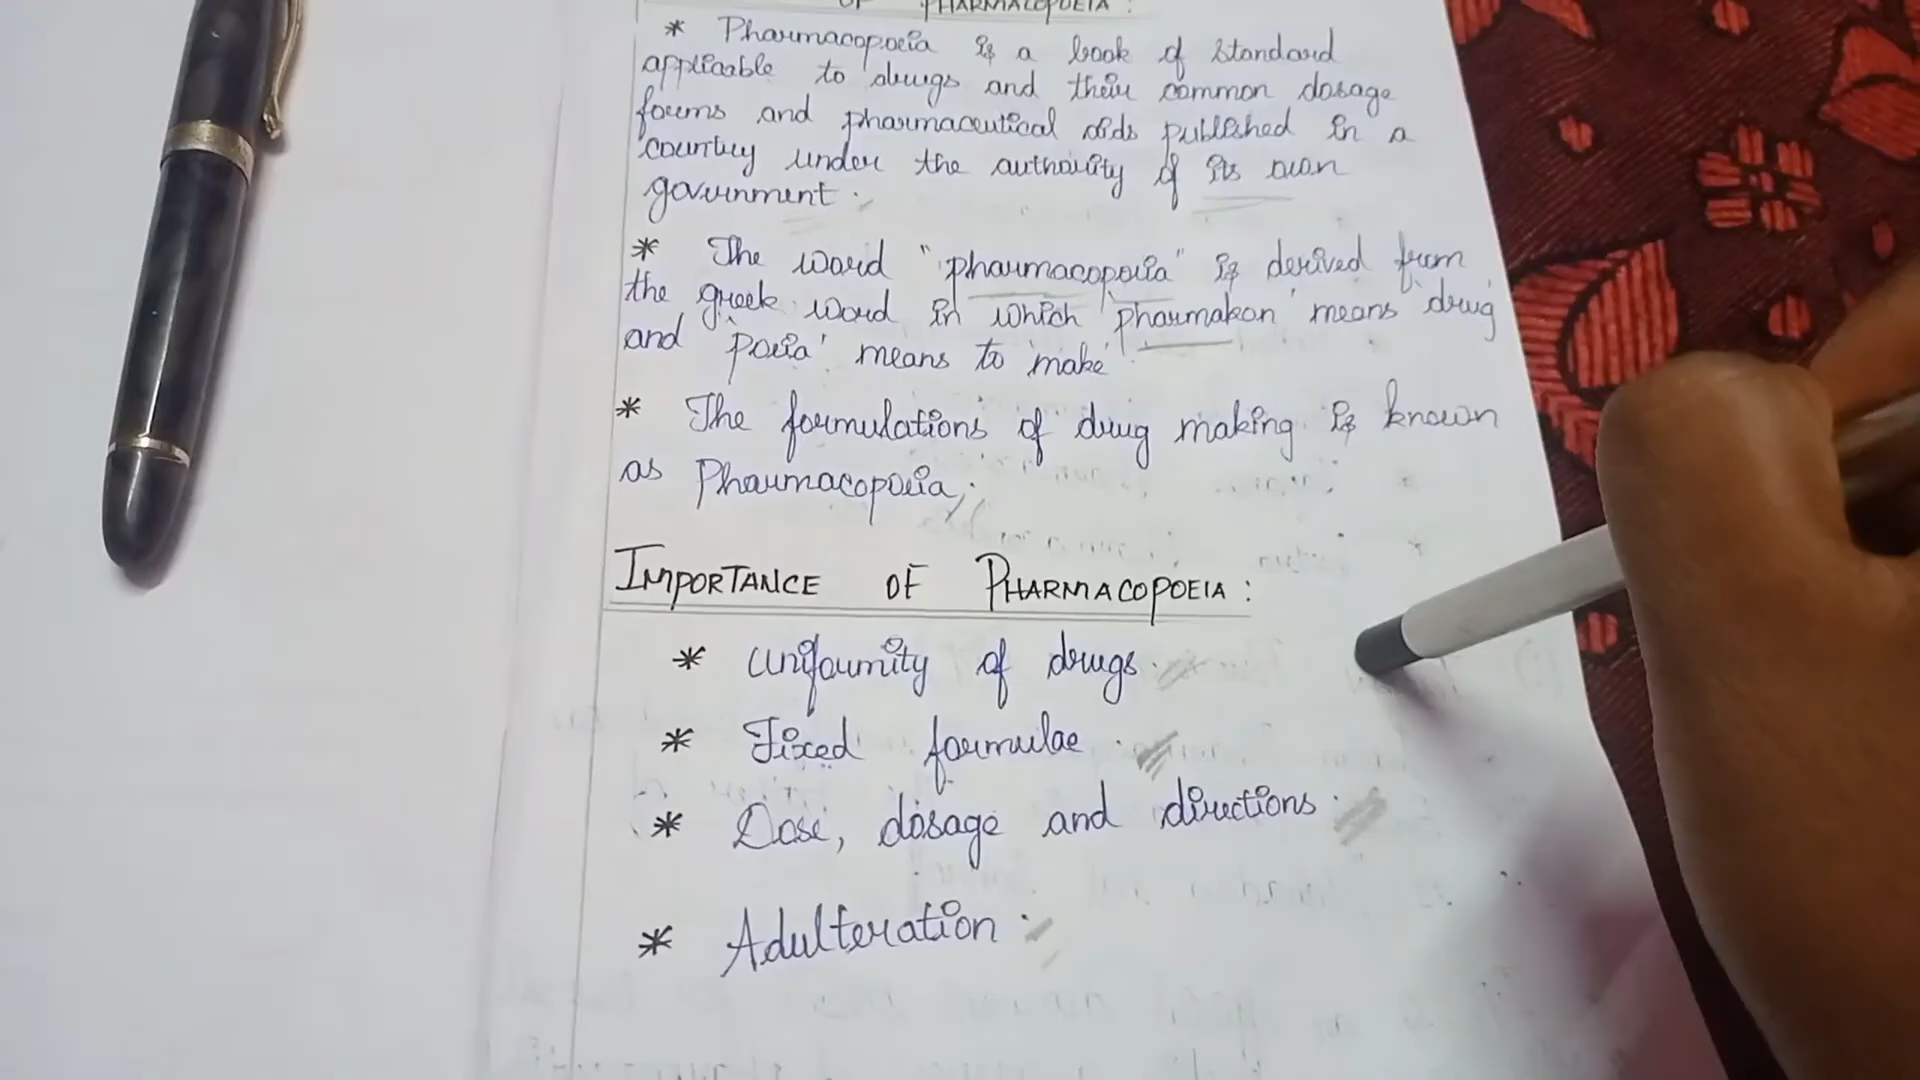 OF PHARMACOPOEIA :
* Pharmacopoeia is a book of standard
applicable to drugs and their common dosage
forms and pharmaceutical aids published in a
country under the authority of its own
government.
* The word "pharmacopoeia" is derived from
the greek word in which 'pharmakon' means 'drug'
and 'poeia' means to 'make'
* The formulations of drug making is known
as Pharmacopoeia.
IMPORTANCE OF PHARMACOPOEIA :
* Uniformity of drugs.
* Fixed formulae.
* Dose, dosage and directions.
* Adulteration.